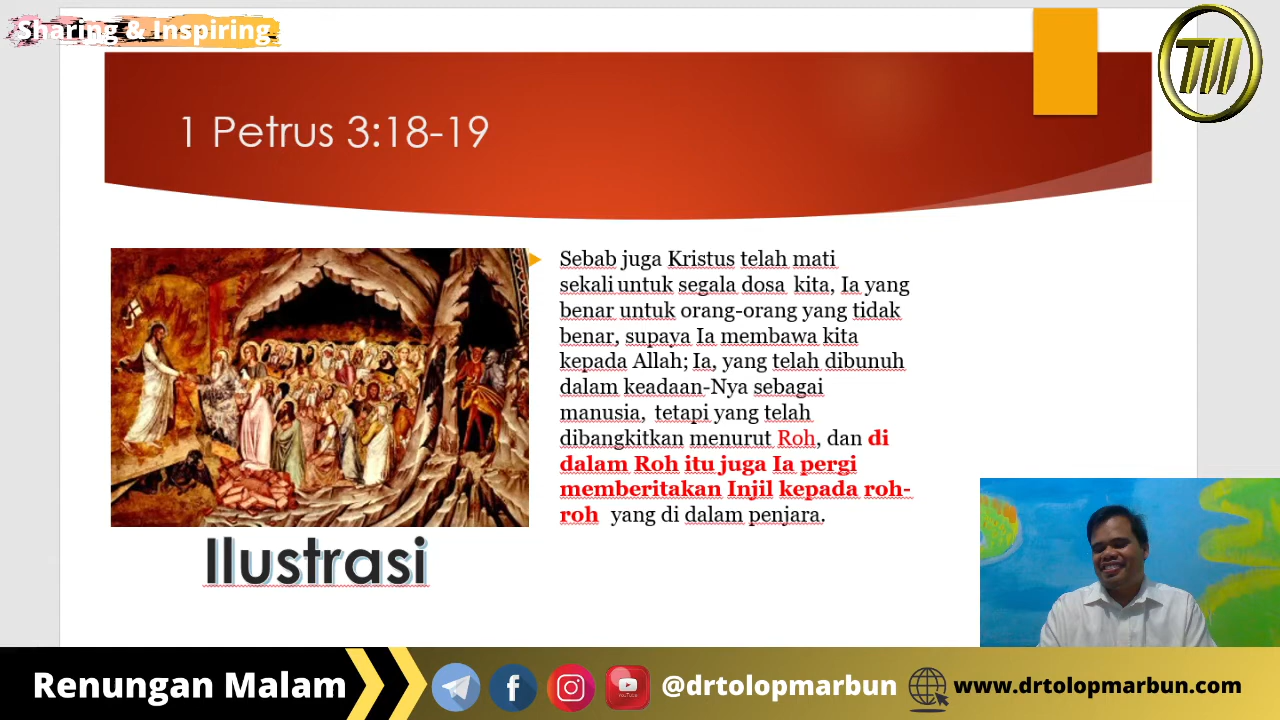 Sharing & Inspiring
TM
1 Petrus 3:18-19
Sebab juga Kristus telah mati
sekali untuk segala dosa kita, Ia yang
benar untuk orang-orang yang tidak
benar, supaya Ia membawa kita
kepada Allah; Ia, yang telah dibunuh
dalam keadaan-Nya sebagai
manusia, tetapi yang telah
dibangkitkan menurut Roh, dan di
dalam Roh itu juga Ia pergi
memberitakan Injil kepada roh-
roh yang di dalam penjara.
Ilustrasi
Renungan Malam
@drtolopmarbun
www.drtolopmarbun.com